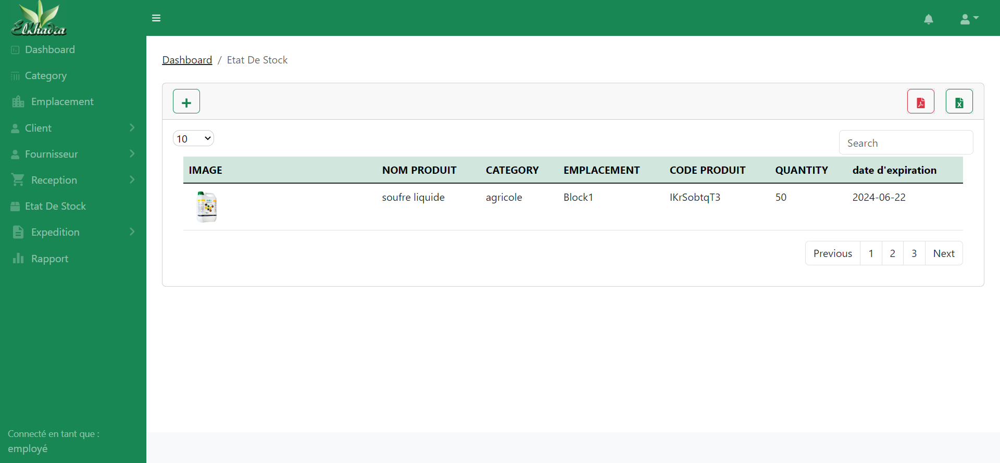 Elkhadra
Dashboard
Category
Emplacement
Client
Fournisseur
Reception
Etat De Stock
Expedition
Rapport
Connecté en tant que :
employé
Dashboard / Etat De Stock
10
Search
IMAGE NOM PRODUIT CATEGORY EMPLACEMENT CODE PRODUIT QUANTITY date d'expiration
soufre liquide agricole Block1 IKrSobtqT3 50 2024-06-22
Previous 1 2 3 Next